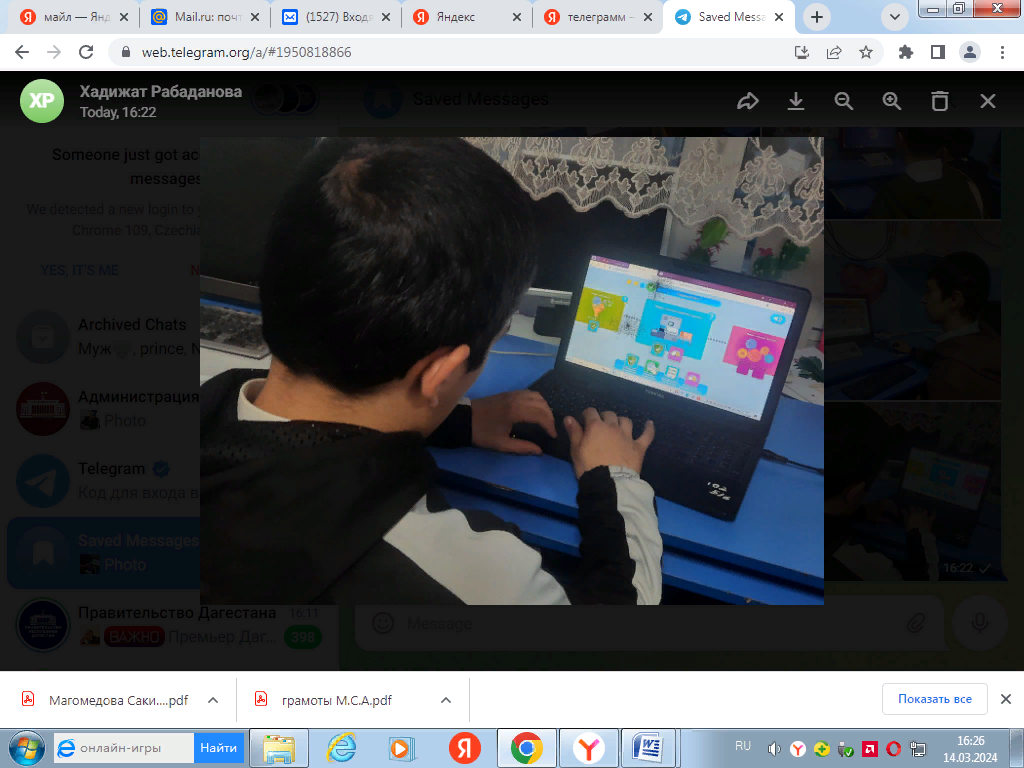 майл — Янд
Mail.ru: поч
(1527) Входя
Яндекс
телеграмм –
Saved Messa
web.telegram.org/a/#1950818866
ХР
Хадижат Рабаданова
Today, 16:22
Saved Messages
Someone just got ac
messages
We detected a new login to y
Chrome 109, Czechia
YES, IT'S ME
N
Archived Chats
Муж, prince, N
Администрация
Photo
Telegram
Код для входа в
Saved Messages
Photo
16:22
Правительство Дагестана 16:11
ВАЖНО Премьер Даг... 398
Message
Магомедова Саки....pdf
грамоты М.С.А.pdf
Показать все
онлайн-игры
Найти
RU
16:26
14.03.2024